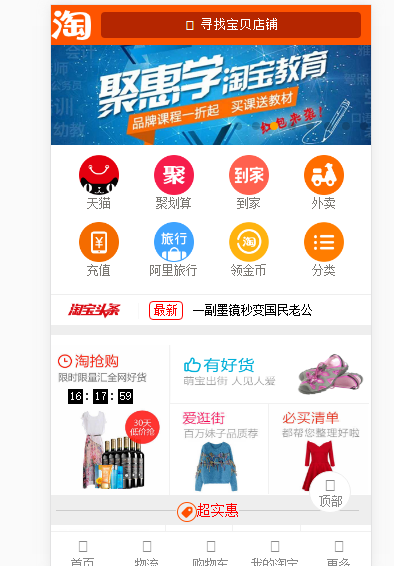 淘
寻找宝贝店铺
聚惠学淘宝教育
品牌课程一折起 买课送教材
红包来袭!
天猫
聚
聚划算
到家
到家
外卖
充值
旅行
阿里旅行
淘
领金币
分类
淘宝头条
最新
一副墨镜秒变国民老公
淘抢购
限时限量汇全网好货
16:17:59
30天
低价抢
有好货
萌宝出街 人见人爱
爱逛街
百万妹子品质荐
必买清单
都帮您整理好啦
顶部
超实惠
首页
物流
购物车
我的淘宝
更多